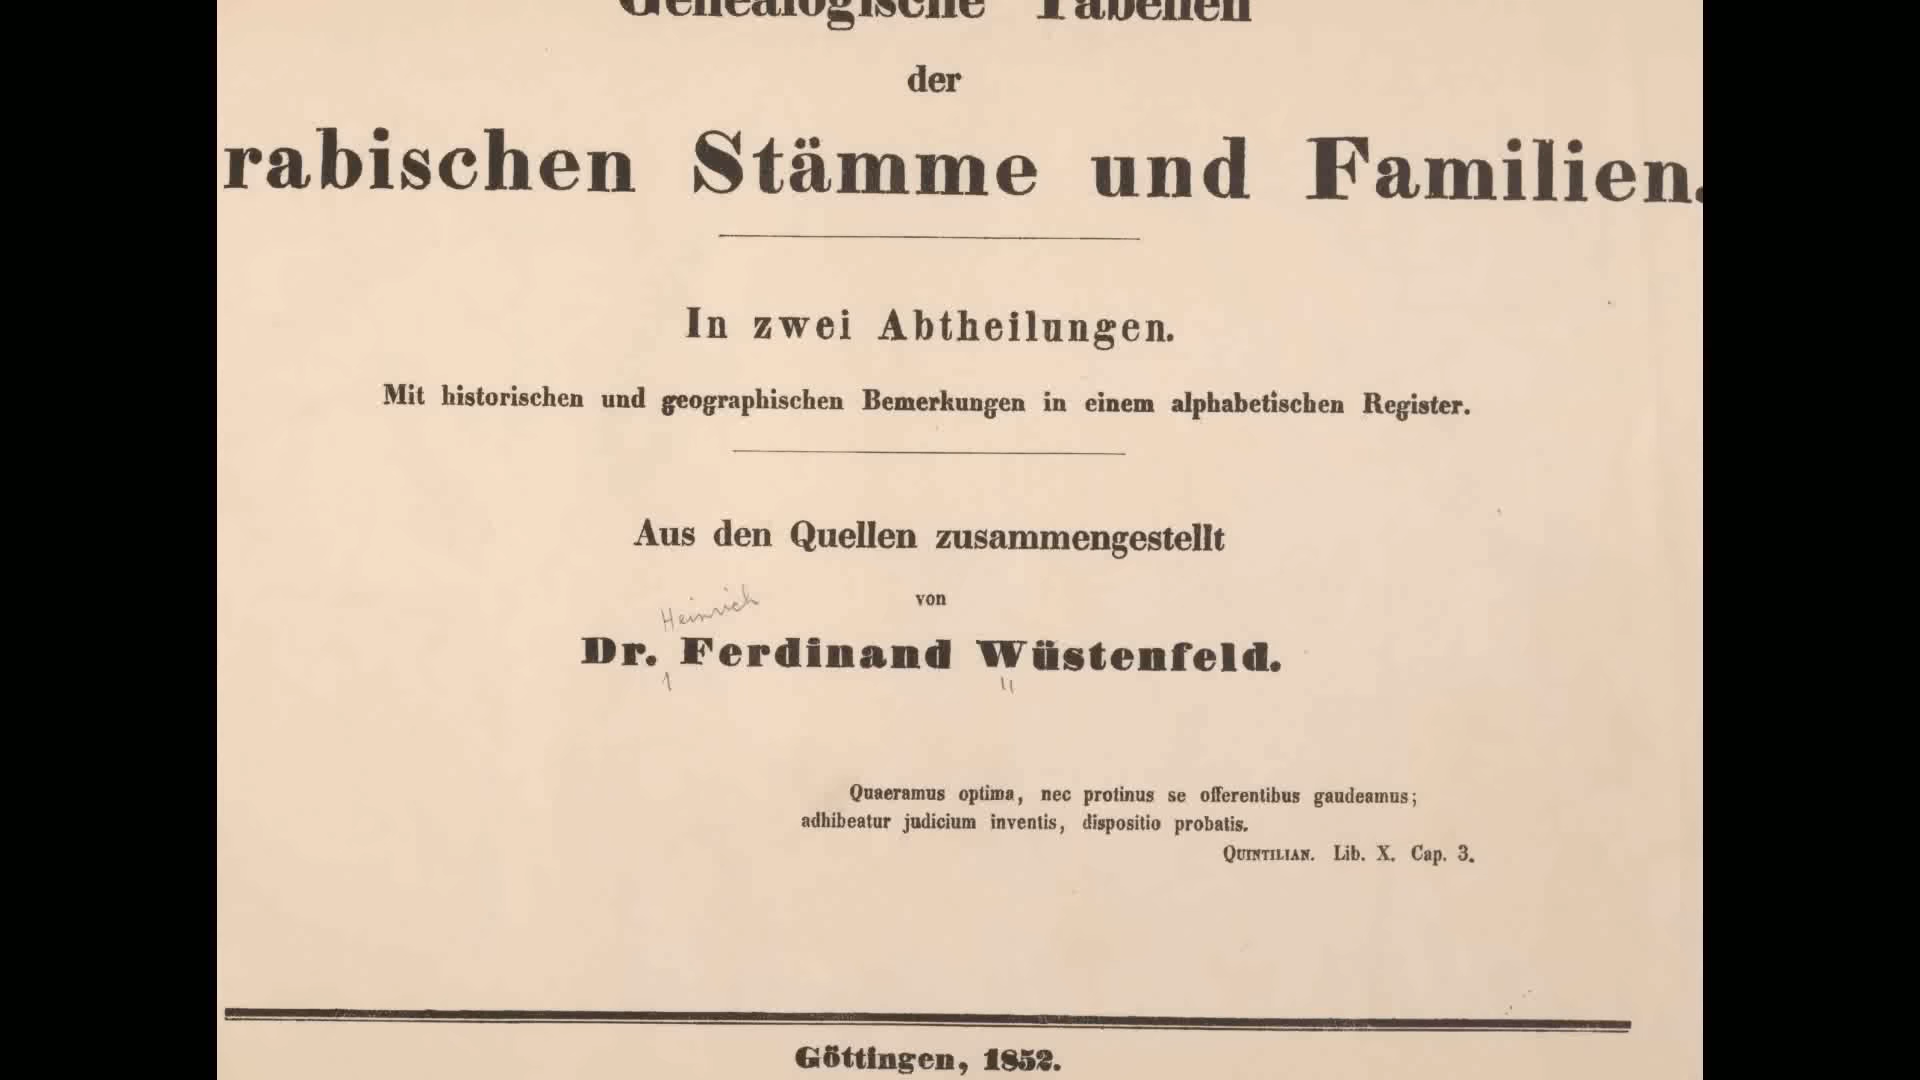 Genealogische Tabellen
der
rabischen Stämme und Familien.
In zwei Abtheilungen.
Mit historischen und geographischen Bemerkungen in einem alphabetischen Register.
Aus den Quellen zusammengestellt
von
Heinrich
Dr. Ferdinand Wüstenfeld.
Quaeramus optima, nec protinus se offerentibus gaudeamus;
adhibeatur judicium inventis, dispositio probatis.
QUINTILIAN. Lib. X. Cap. 3.
Göttingen, 1852.